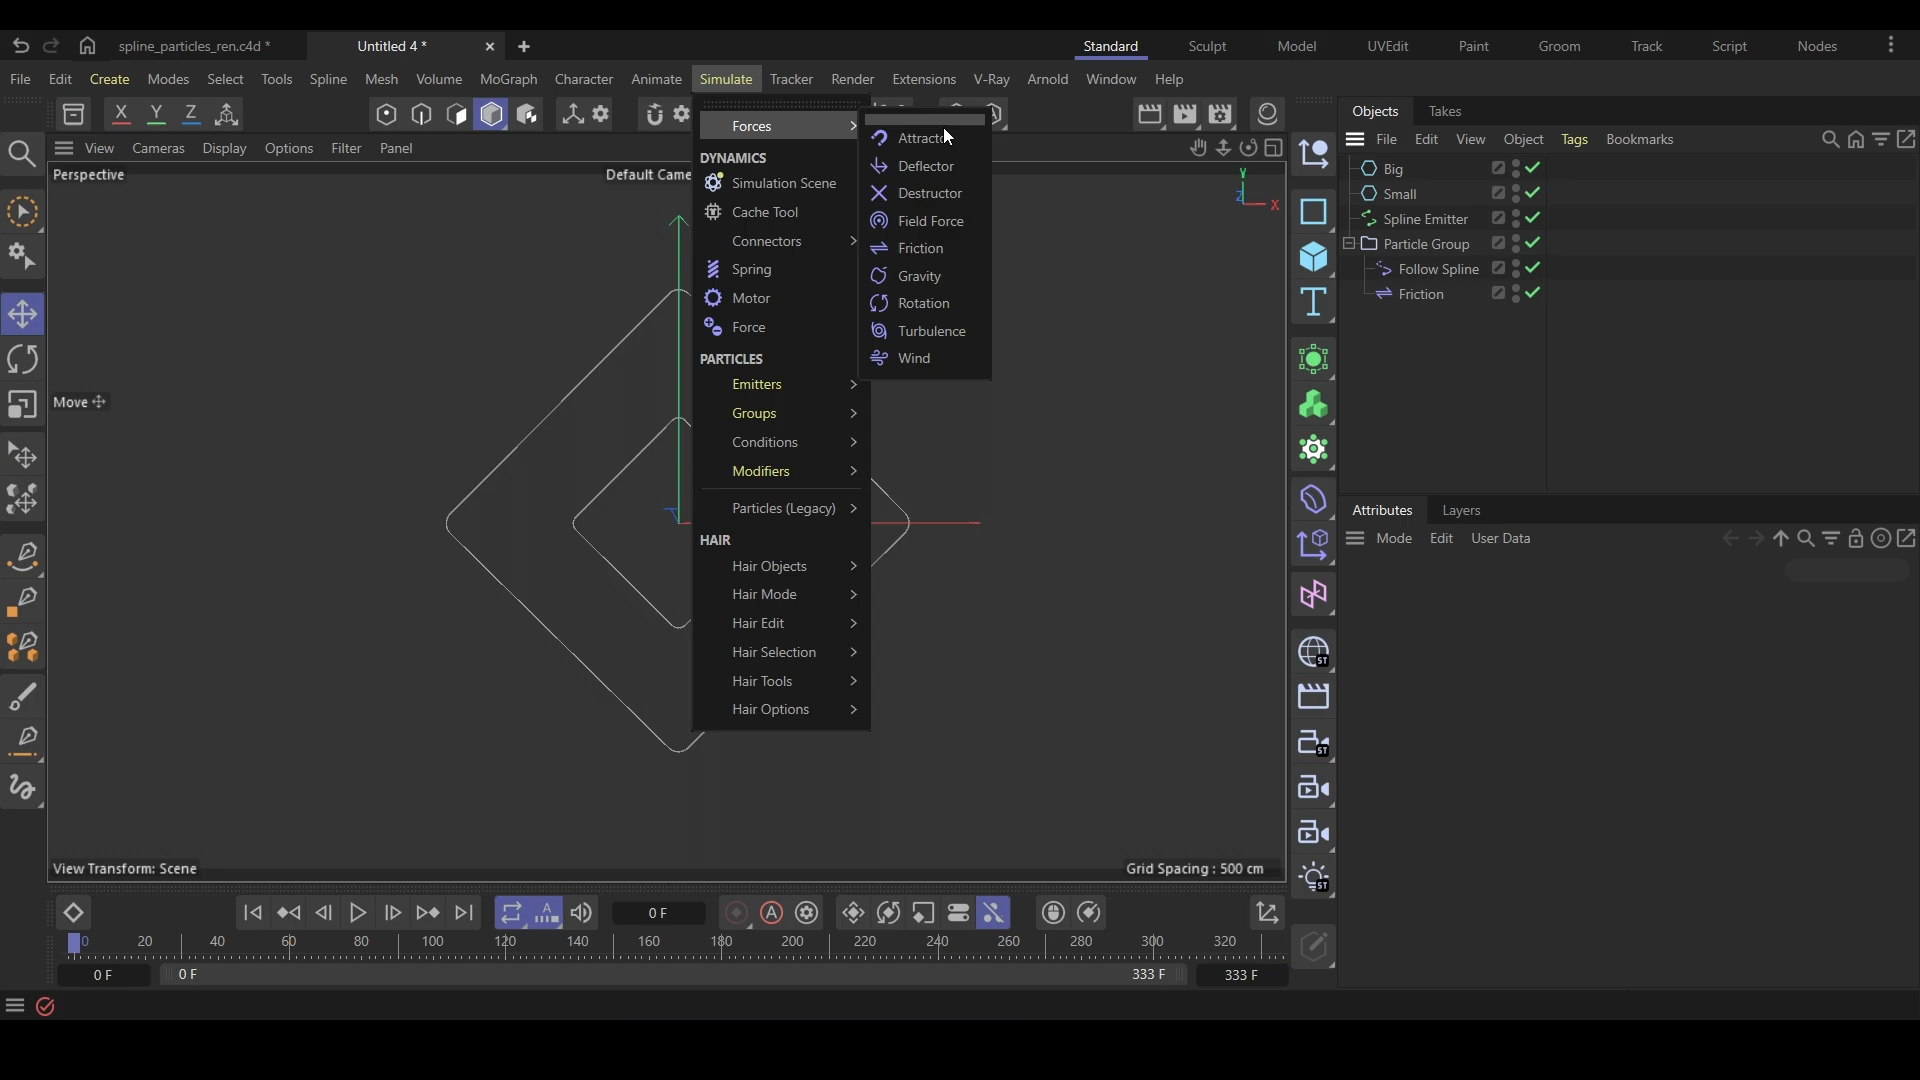 spline_particles_ren.c4d * Untitled 4 * Standard Sculpt Model UVEdit Paint Groom Track Script Nodes
File Edit Create Modes Select Tools Spline Mesh Volume MoGraph Character Animate Simulate Tracker Render Extensions V-Ray Arnold Window Help
X Y Z
View Cameras Display Options Filter Panel
Perspective
Default Came
Y
Z X
Move
View Transform: Scene
Grid Spacing : 500 cm
Forces
DYNAMICS
Simulation Scene
Cache Tool
Connectors
Spring
Motor
Force
PARTICLES
Emitters
Groups
Conditions
Modifiers
Particles (Legacy)
HAIR
Hair Objects
Hair Mode
Hair Edit
Hair Selection
Hair Tools
Hair Options
Deflector
Destructor
Field Force
Friction
Gravity
Rotation
Turbulence
Wind
T
ST
ST
ST
Objects Takes
File Edit View Object Tags Bookmarks
Big
Small
Spline Emitter
Particle Group
Follow Spline
Friction
Attributes Layers
Mode Edit User Data
A 0 F A
0 20 40 60 80 100 120 140 160 180 200 220 240 260 280 300 320
0 F 0 F 333 F 333 F